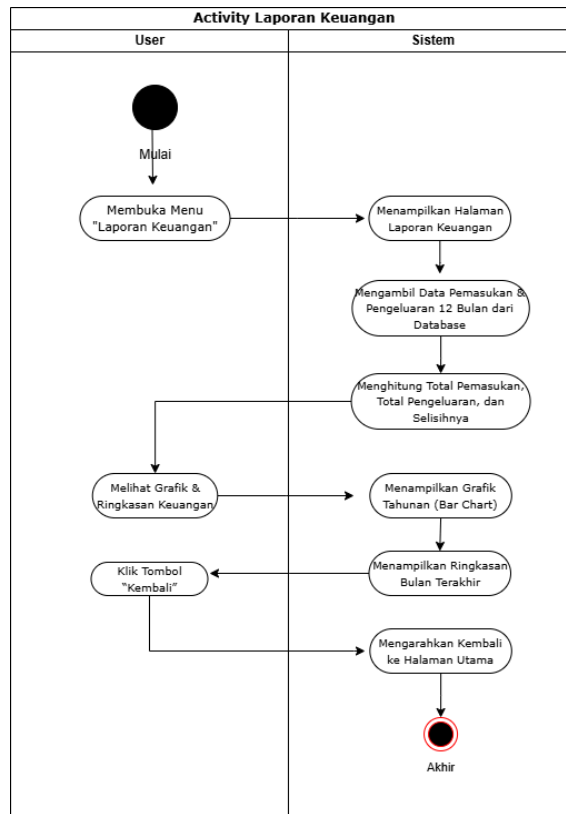 Activity Laporan Keuangan
User
Sistem
Mulai
Membuka Menu
"Laporan Keuangan"
Menampilkan Halaman
Laporan Keuangan
Mengambil Data Pemasukan &
Pengeluaran 12 Bulan dari
Database
Menghitung Total Pemasukan,
Total Pengeluaran, dan
Selisihnya
Melihat Grafik &
Ringkasan Keuangan
Menampilkan Grafik
Tahunan (Bar Chart)
Menampilkan Ringkasan
Bulan Terakhir
Klik Tombol
“Kembali”
Mengarahkan Kembali
ke Halaman Utama
Akhir